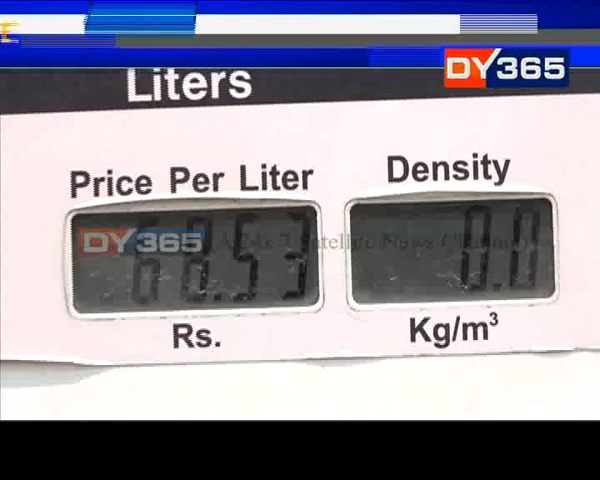 DY365
Liters
Price Per Liter
Density
DY365
68.53
0.0
Rs.
Kg/m³